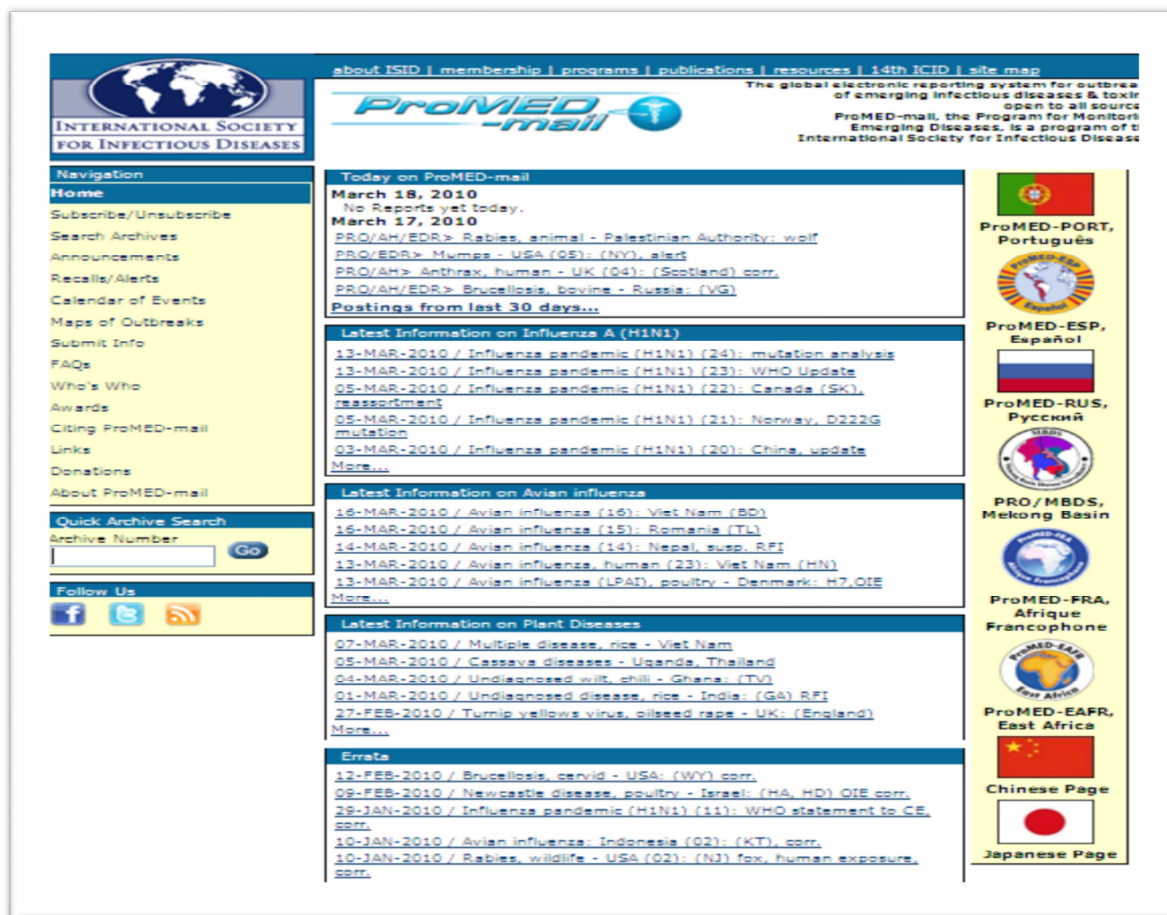 INTERNATIONAL SOCIETY
FOR INFECTIOUS DISEASES
about ISID | membership | programs | publications | resources | 14th ICID | site map
ProMED
-mail
The global electronic reporting system for outbrea
of emerging infectious diseases & toxin
open to all source
ProMED-mail, the Program for Monitori
Emerging Diseases, is a program of t
International Society for Infectious Disease
Navigation
Home
Subscribe/Unsubscribe
Search Archives
Announcements
Recalls/Alerts
Calendar of Events
Maps of Outbreaks
Submit Info
FAQs
Who's Who
Awards
Citing ProMED-mail
Links
Donations
About ProMED-mail
Quick Archive Search
Archive Number
Go
Follow Us
Today on ProMED-mail
March 18, 2010
No Reports yet today.
March 17, 2010
PRO/AH/EDR> Rabies, animal - Palestinian Authority: wolf
PRO/EDR> Mumps - USA (05): (NY), alert
PRO/AH> Anthrax, human - UK (04): (Scotland) corr.
PRO/AH/EDR> Brucellosis, bovine - Russia: (VG)
Postings from last 30 days...
Latest Information on Influenza A (H1N1)
13-MAR-2010 / Influenza pandemic (H1N1) (24): mutation analysis
13-MAR-2010 / Influenza pandemic (H1N1) (23): WHO Update
05-MAR-2010 / Influenza pandemic (H1N1) (22): Canada (SK),
reassortment
05-MAR-2010 / Influenza pandemic (H1N1) (21): Norway, D222G
mutation
03-MAR-2010 / Influenza pandemic (H1N1) (20): China, update
More...
Latest Information on Avian influenza
16-MAR-2010 / Avian influenza (16): Viet Nam (BD)
16-MAR-2010 / Avian influenza (15): Romania (TL)
14-MAR-2010 / Avian influenza (14): Nepal, susp. RFI
13-MAR-2010 / Avian influenza, human (23): Viet Nam (HN)
13-MAR-2010 / Avian influenza (LPAI), poultry - Denmark: H7,OIE
More...
Latest Information on Plant Diseases
07-MAR-2010 / Multiple disease, rice - Viet Nam
05-MAR-2010 / Cassava diseases - Uganda, Thailand
04-MAR-2010 / Undiagnosed wilt, chili - Ghana: (TV)
01-MAR-2010 / Undiagnosed disease, rice - India: (GA) RFI
27-FEB-2010 / Turnip yellows virus, oilseed rape - UK: (England)
More...
Errata
12-FEB-2010 / Brucellosis, cervid - USA: (WY) corr.
09-FEB-2010 / Newcastle disease, poultry - Israel: (HA, HD) OIE corr.
29-JAN-2010 / Influenza pandemic (H1N1) (11): WHO statement to CE,
corr.
10-JAN-2010 / Avian influenza: Indonesia (02): (KT), corr.
10-JAN-2010 / Rabies, wildlife - USA (02): (NJ) fox, human exposure,
corr.
ProMED-PORT,
Português
ProMED-ESP
Español
ProMED-ESP,
Español
ProMED-RUS,
Русский
MBDS
PRO/MBDS,
Mekong Basin
ProMED-FRA
Afrique Francophone
ProMED-FRA,
Afrique
Francophone
ProMED-EAFR
East Africa
ProMED-EAFR,
East Africa
Chinese Page
Japanese Page